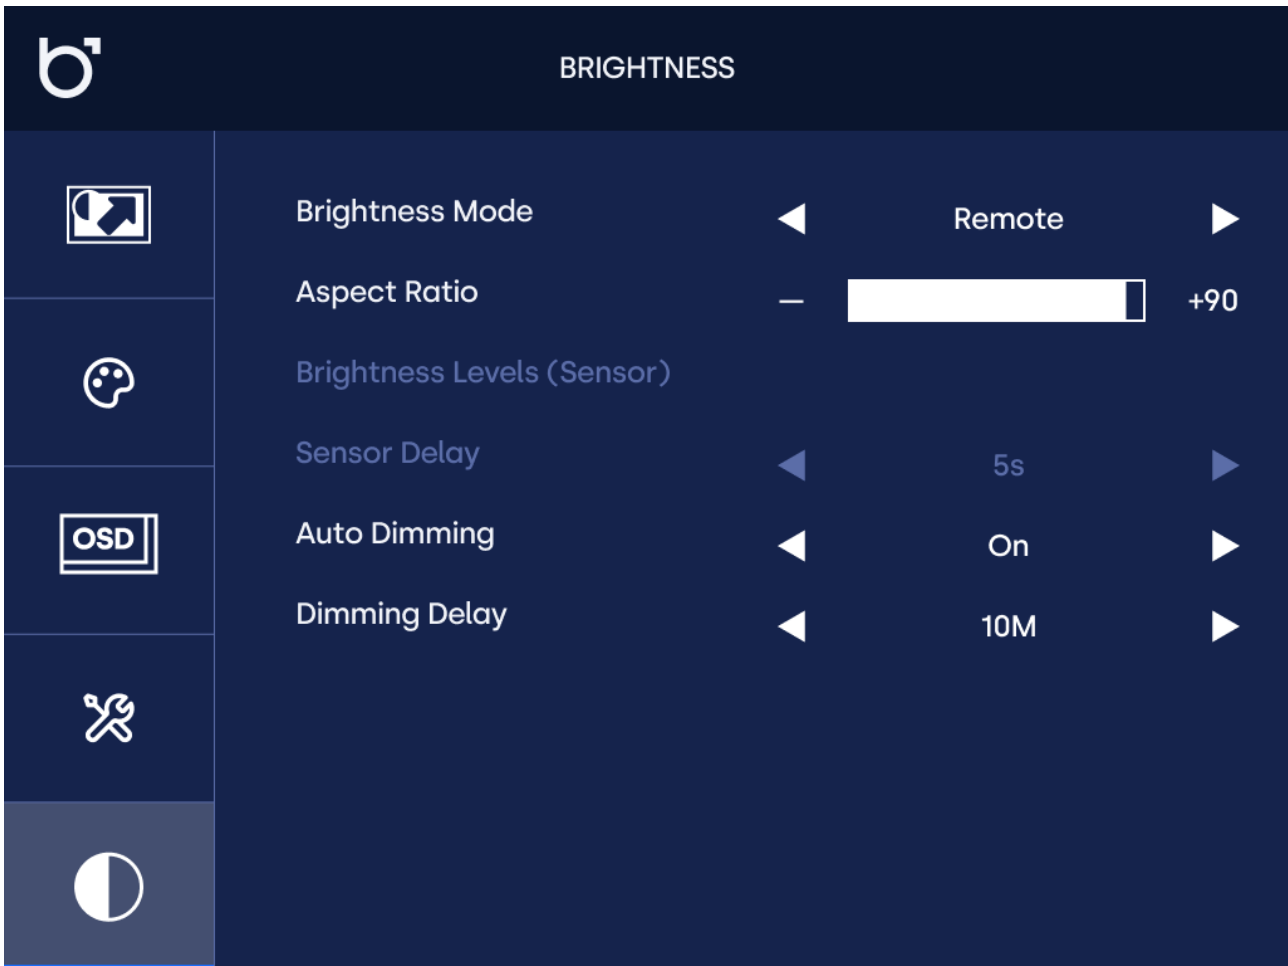 BRIGHTNESS
Brightness Mode Remote
Aspect Ratio – +90
Brightness Levels (Sensor)
Sensor Delay 5s
OSD
Auto Dimming On
Dimming Delay 10M